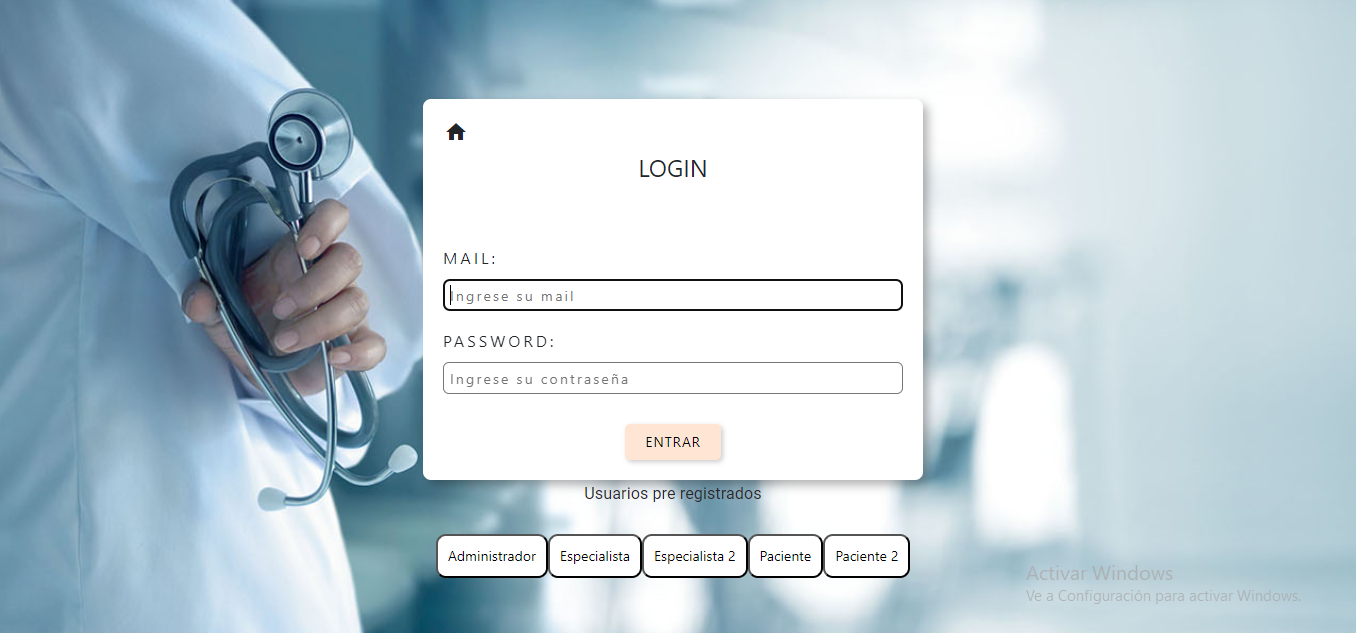 LOGIN
MAIL:
Ingrese su mail
PASSWORD:
Ingrese su contraseña
ENTRAR
Usuarios pre registrados
Administrador Especialista Especialista 2 Paciente Paciente 2
Activar Windows
Ve a Configuración para activar Windows.